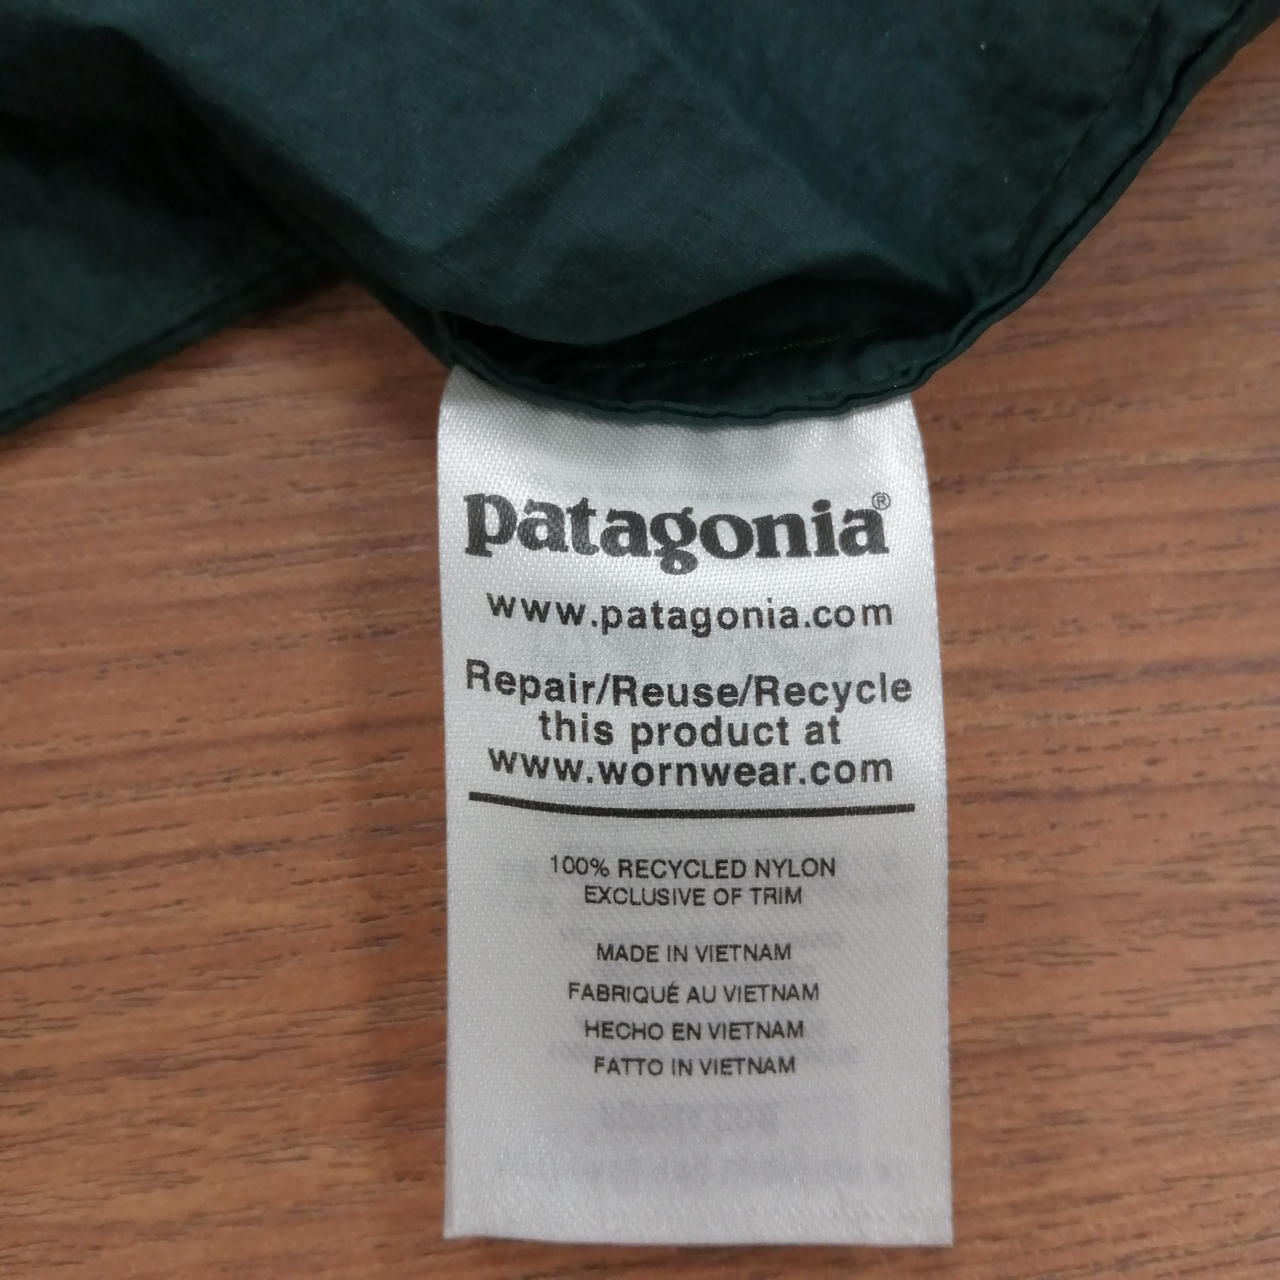 patagonia®
www.patagonia.com
Repair/Reuse/Recycle
this product at
www.wornwear.com
100% RECYCLED NYLON
EXCLUSIVE OF TRIM
MADE IN VIETNAM
FABRIQUÉ AU VIETNAM
HECHO EN VIETNAM
FATTO IN VIETNAM